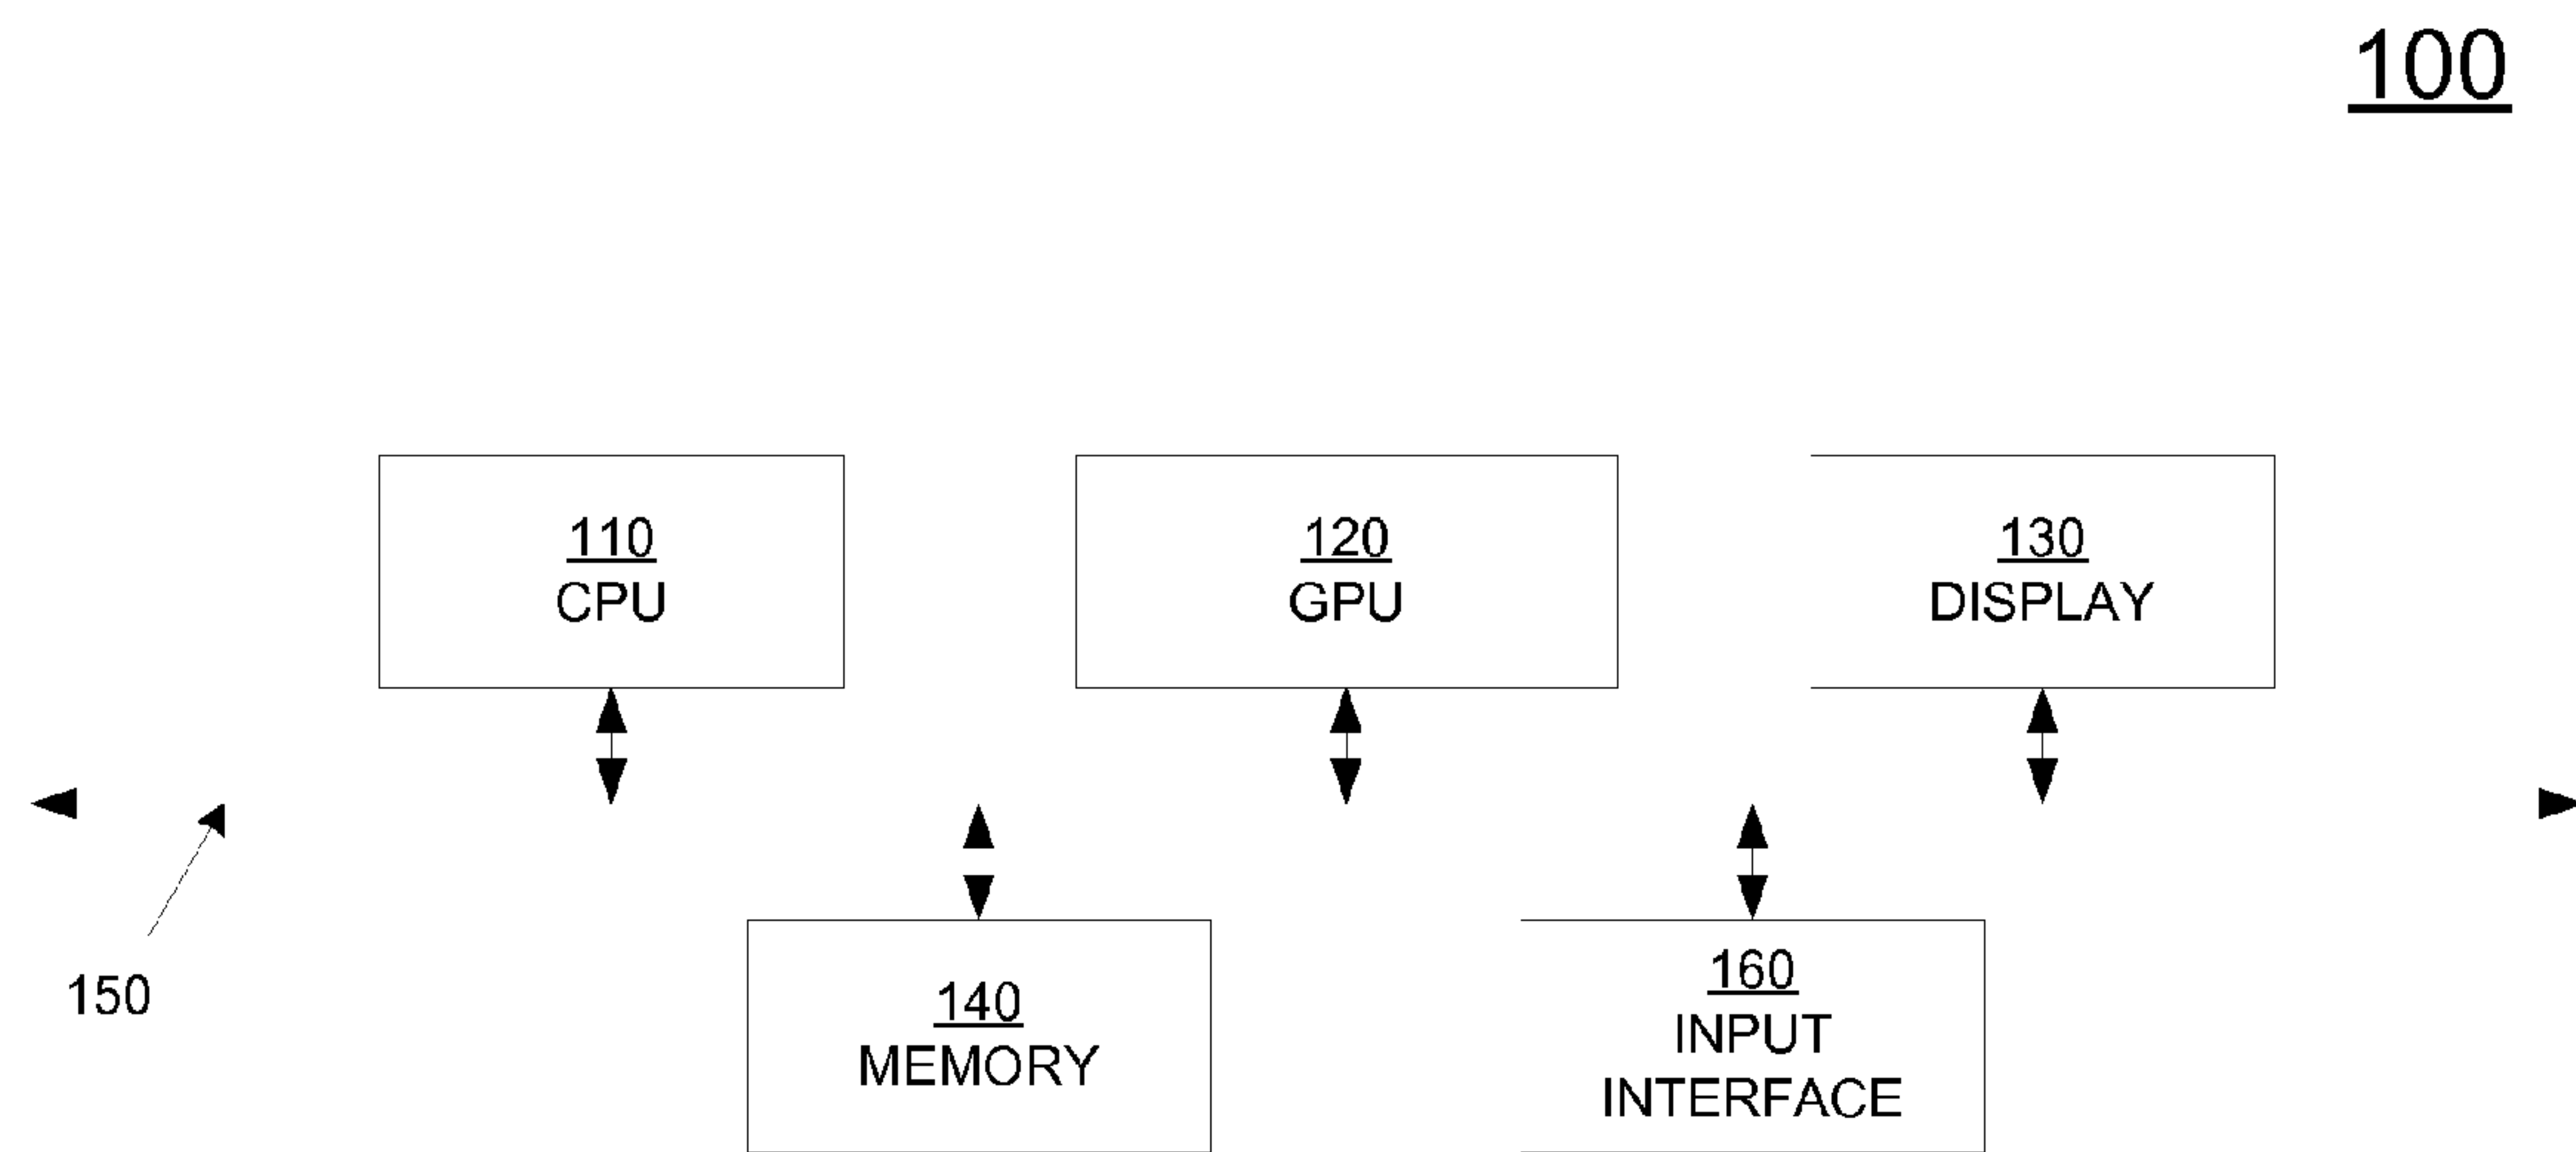 100
110
CPU
120
GPU
130
DISPLAY
150
140
MEMORY
160
INPUT
INTERFACE